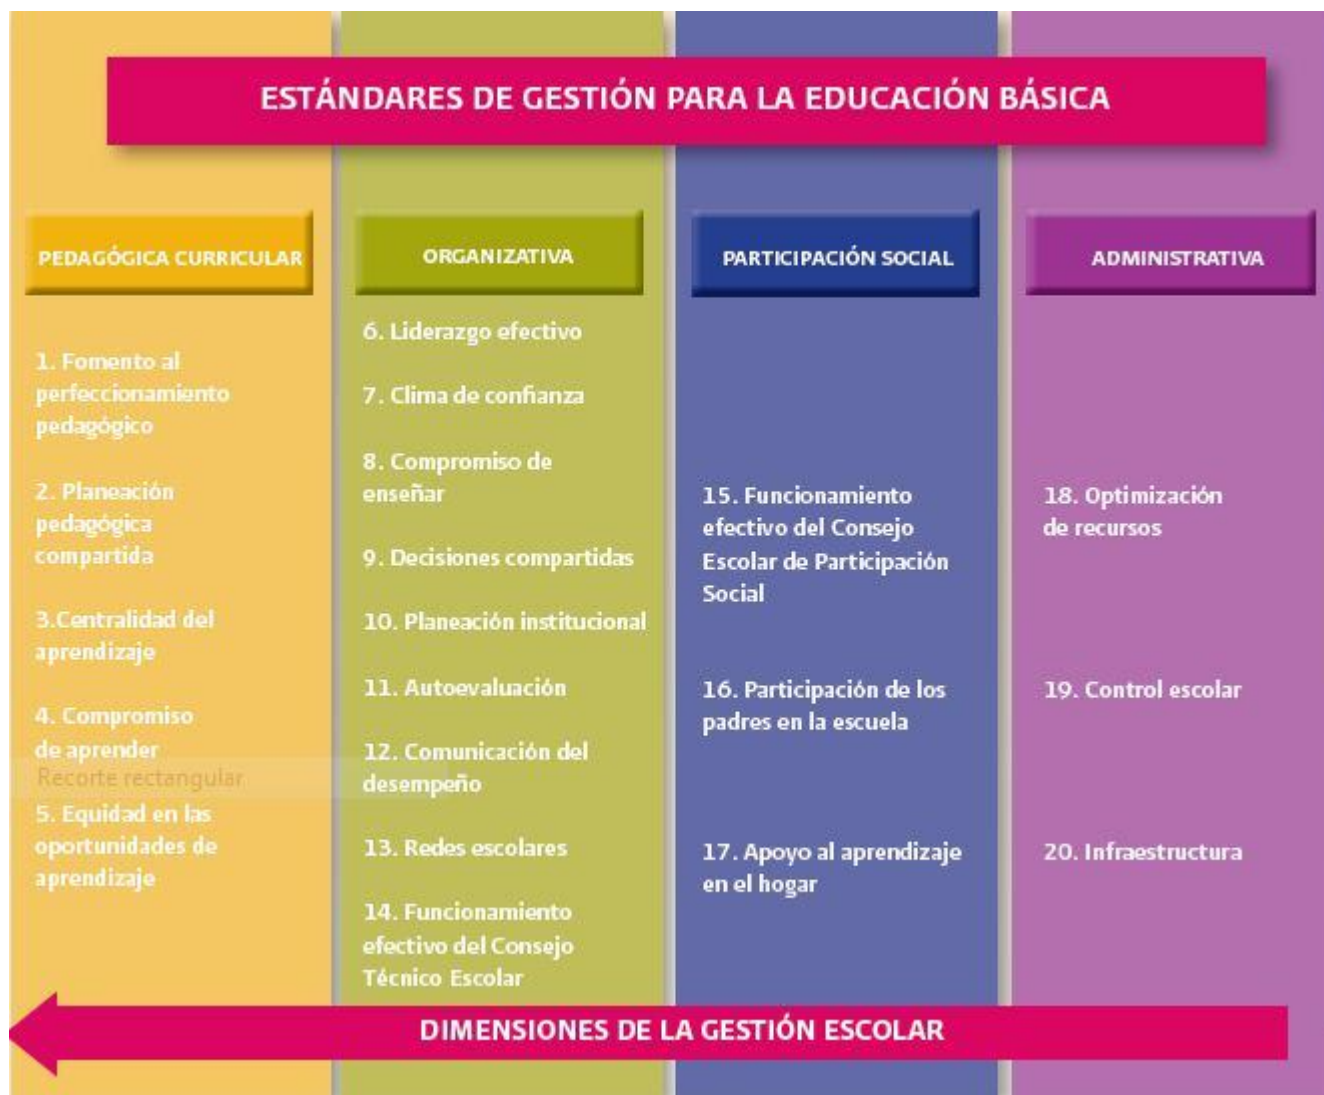 ESTÁNDARES DE GESTIÓN PARA LA EDUCACIÓN BÁSICA
PEDAGÓGICA CURRICULAR
1. Fomento al
perfeccionamiento
pedagógico
2. Planeación
pedagógica
compartida
3.Centralidad del
aprendizaje
4. Compromiso
de aprender
Recorte rectangular
5. Equidad en las
oportunidades de
aprendizaje
ORGANIZATIVA
6. Liderazgo efectivo
7. Clima de confianza
8. Compromiso de
enseñar
9. Decisiones compartidas
10. Planeación institucional
11. Autoevaluación
12. Comunicación del
desempeño
13. Redes escolares
14. Funcionamiento
efectivo del Consejo
Técnico Escolar
PARTICIPACIÓN SOCIAL
15. Funcionamiento
efectivo del Consejo
Escolar de Participación
Social
16. Participación de los
padres en la escuela
17. Apoyo al aprendizaje
en el hogar
ADMINISTRATIVA
18. Optimización
de recursos
19. Control escolar
20. Infraestructura
DIMENSIONES DE LA GESTIÓN ESCOLAR